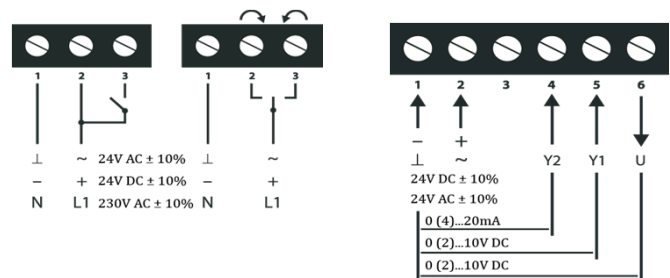 1 2 3
⊥ ~ 24V AC ± 10%
− + 24V DC ± 10%
N L1 230V AC ± 10%
1 2 3
⊥ ~
− +
N L1
1 2 3 4 5 6
− +
⊥ ~ Y2 Y1 U
24V DC ± 10%
24V AC ± 10%
0 (4)...20mA
0 (2)...10V DC
0 (2)...10V DC